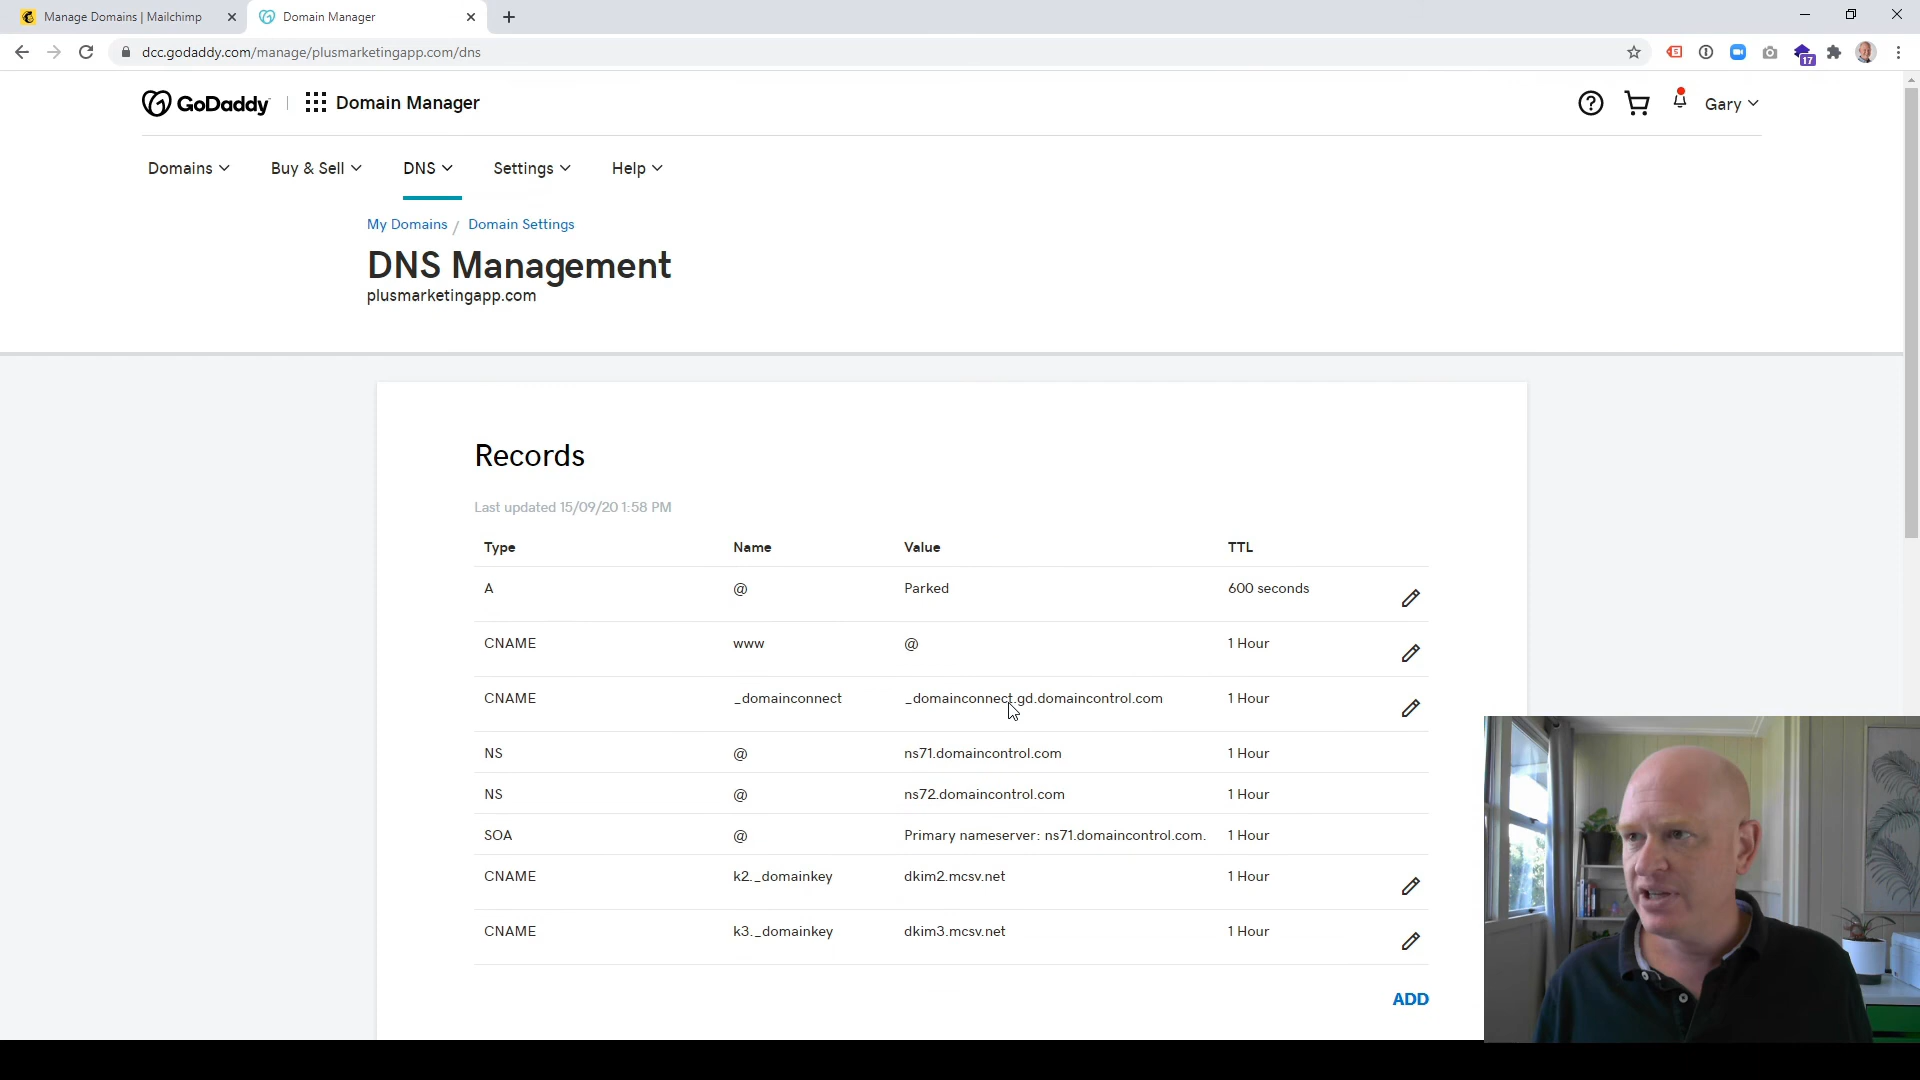 Manage Domains | Mailchimp
Domain Manager
dcc.godaddy.com/manage/plusmarketingapp.com/dns
17
GoDaddy
Domain Manager
Gary
Domains
Buy & Sell
DNS
Settings
Help
My Domains / Domain Settings
DNS Management
plusmarketingapp.com
Records
Last updated 15/09/20 1:58 PM
Type Name Value TTL
A @ Parked 600 seconds
CNAME www @ 1 Hour
CNAME _domainconnect _domainconnect.gd.domaincontrol.com 1 Hour
NS @ ns71.domaincontrol.com 1 Hour
NS @ ns72.domaincontrol.com 1 Hour
SOA @ Primary nameserver: ns71.domaincontrol.com. 1 Hour
CNAME k2._domainkey dkim2.mcsv.net 1 Hour
CNAME k3._domainkey dkim3.mcsv.net 1 Hour
ADD